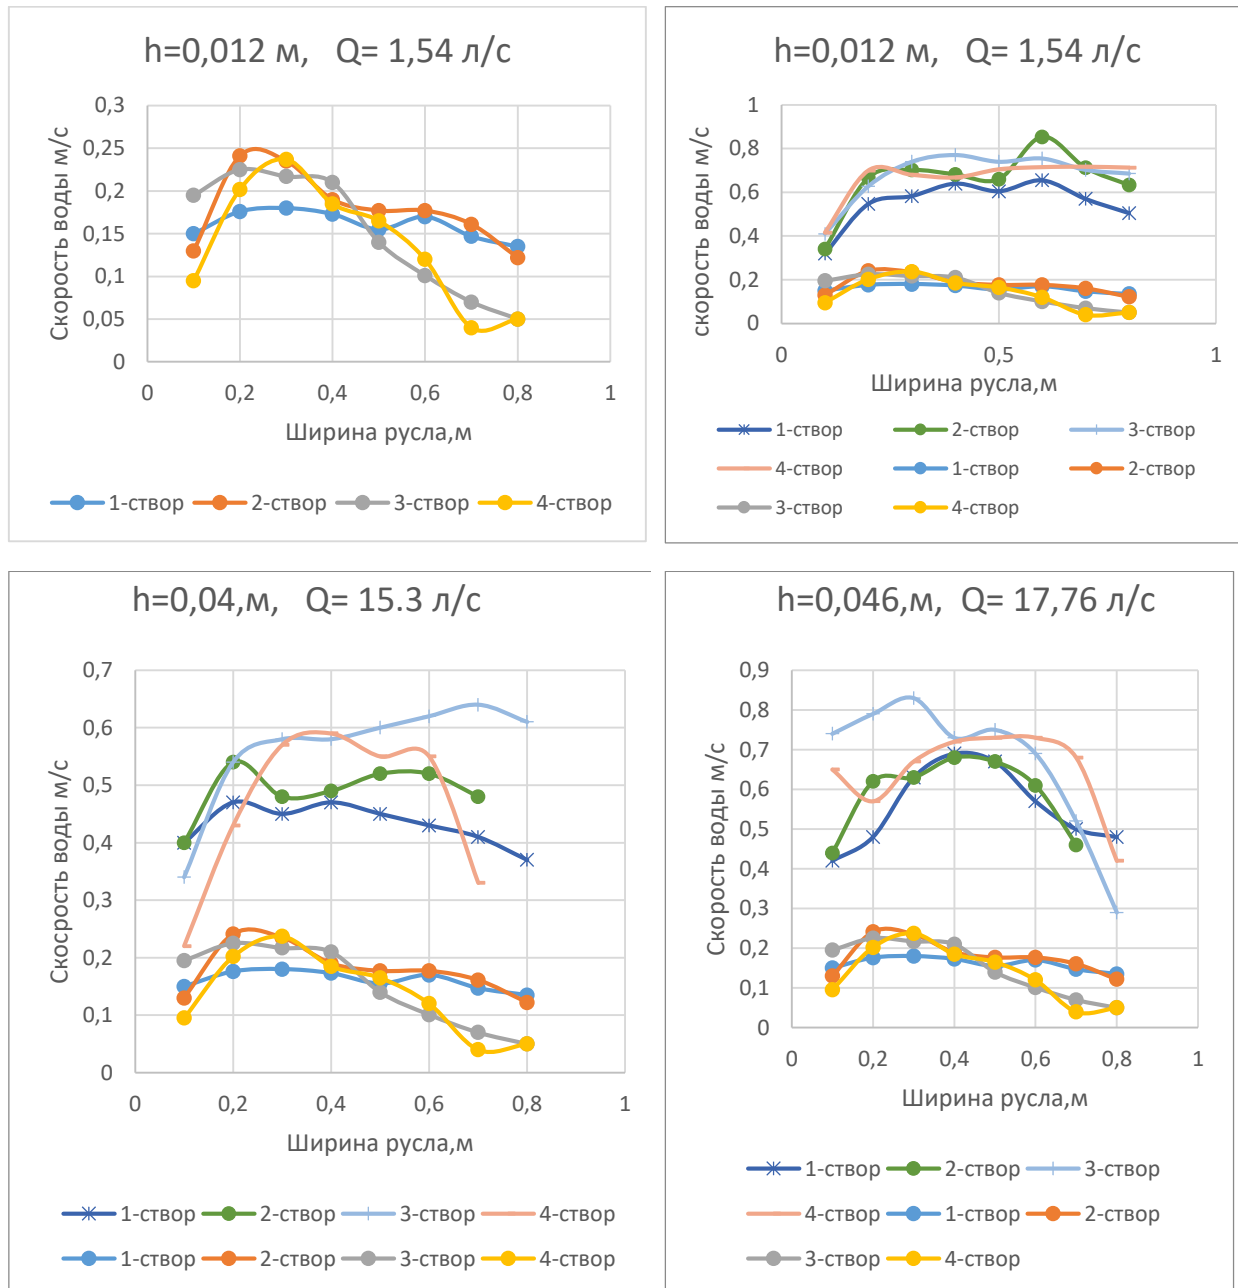 h=0,012 м, Q= 1,54 л/с
Скорость воды м/с
0,3
0,25
0,2
0,15
0,1
0,05
0
0 0,2 0,4 0,6 0,8 1
Ширина русла,м
1-створ 2-створ 3-створ 4-створ
h=0,012 м, Q= 1,54 л/с
скорость воды м/с
1
0,8
0,6
0,4
0,2
0
0 0,5 1
Ширина русла,м
1-створ 2-створ 3-створ
4-створ 1-створ 2-створ
3-створ 4-створ
h=0,04,м, Q= 15.3 л/с
Скосрость воды м/с
0,7
0,6
0,5
0,4
0,3
0,2
0,1
0
0 0,2 0,4 0,6 0,8 1
Ширина русла,м
1-створ 2-створ 3-створ 4-створ
1-створ 2-створ 3-створ 4-створ
h=0,046,м, Q= 17,76 л/с
Скорость воды м/с
0,9
0,8
0,7
0,6
0,5
0,4
0,3
0,2
0,1
0
0 0,2 0,4 0,6 0,8 1
Ширина русла,м
1-створ 2-створ 3-створ
4-створ 1-створ 2-створ
3-створ 4-створ